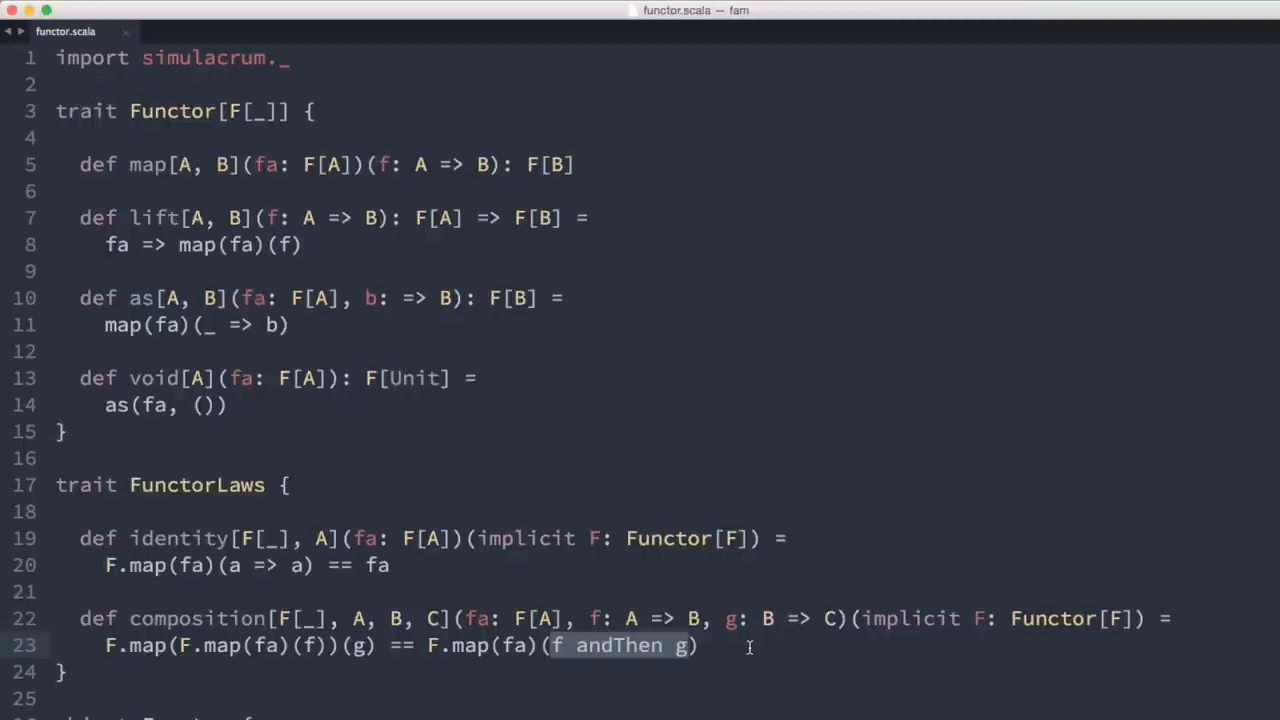 functor.scala — fam
functor.scala
1 import simulacrum._
2
3 trait Functor[F[_]] {
4
5 def map[A, B](fa: F[A])(f: A => B): F[B]
6
7 def lift[A, B](f: A => B): F[A] => F[B] =
8 fa => map(fa)(f)
9
10 def as[A, B](fa: F[A], b: => B): F[B] =
11 map(fa)(_ => b)
12
13 def void[A](fa: F[A]): F[Unit] =
14 as(fa, ())
15 }
16
17 trait FunctorLaws {
18
19 def identity[F[_], A](fa: F[A])(implicit F: Functor[F]) =
20 F.map(fa)(a => a) == fa
21
22 def composition[F[_], A, B, C](fa: F[A], f: A => B, g: B => C)(implicit F: Functor[F]) =
23 F.map(F.map(fa)(f))(g) == F.map(fa)(f andThen g)
24 }
25